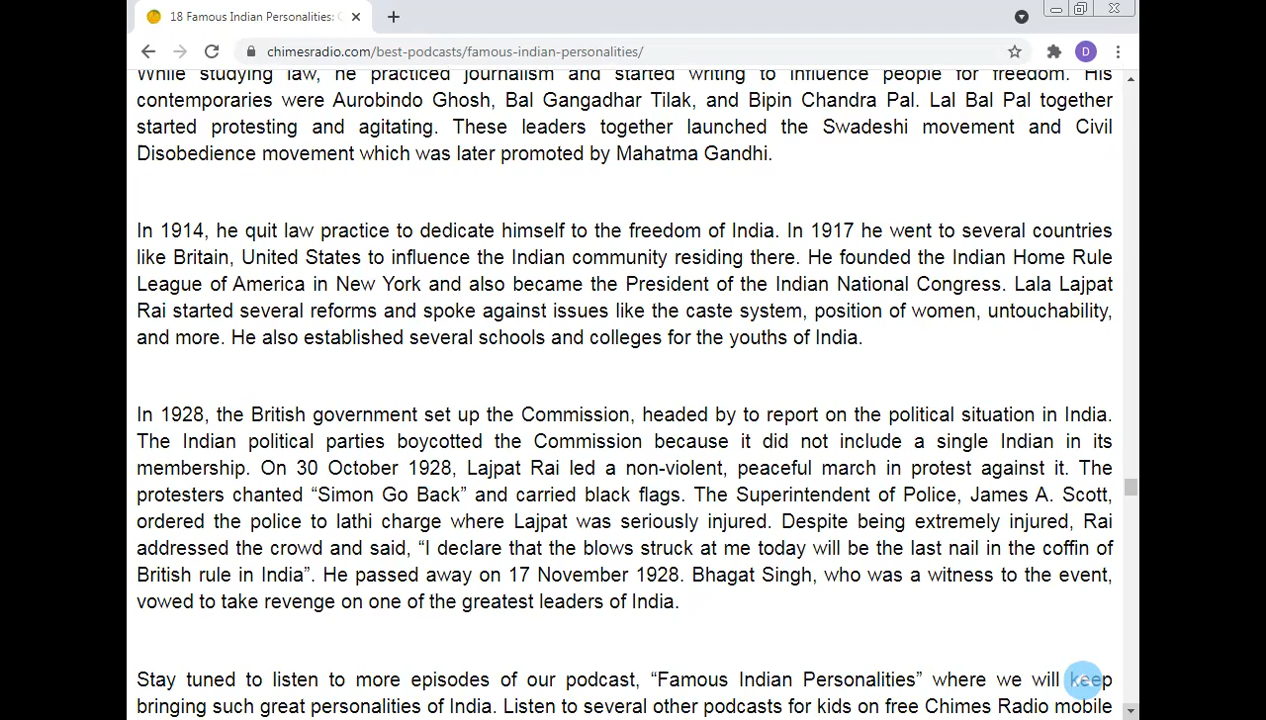 18 Famous Indian Personalities:
chimesradio.com/best-podcasts/famous-indian-personalities/
D
While studying law, he practiced journalism and started writing to influence people for freedom. His
contemporaries were Aurobindo Ghosh, Bal Gangadhar Tilak, and Bipin Chandra Pal. Lal Bal Pal together
started protesting and agitating. These leaders together launched the Swadeshi movement and Civil
Disobedience movement which was later promoted by Mahatma Gandhi.
In 1914, he quit law practice to dedicate himself to the freedom of India. In 1917 he went to several countries
like Britain, United States to influence the Indian community residing there. He founded the Indian Home Rule
League of America in New York and also became the President of the Indian National Congress. Lala Lajpat
Rai started several reforms and spoke against issues like the caste system, position of women, untouchability,
and more. He also established several schools and colleges for the youths of India.
In 1928, the British government set up the Commission, headed by to report on the political situation in India.
The Indian political parties boycotted the Commission because it did not include a single Indian in its
membership. On 30 October 1928, Lajpat Rai led a non-violent, peaceful march in protest against it. The
protesters chanted “Simon Go Back” and carried black flags. The Superintendent of Police, James A. Scott,
ordered the police to lathi charge where Lajpat was seriously injured. Despite being extremely injured, Rai
addressed the crowd and said, “I declare that the blows struck at me today will be the last nail in the coffin of
British rule in India”. He passed away on 17 November 1928. Bhagat Singh, who was a witness to the event,
vowed to take revenge on one of the greatest leaders of India.
Stay tuned to listen to more episodes of our podcast, “Famous Indian Personalities” where we will keep
bringing such great personalities of India. Listen to several other podcasts for kids on free Chimes Radio mobile